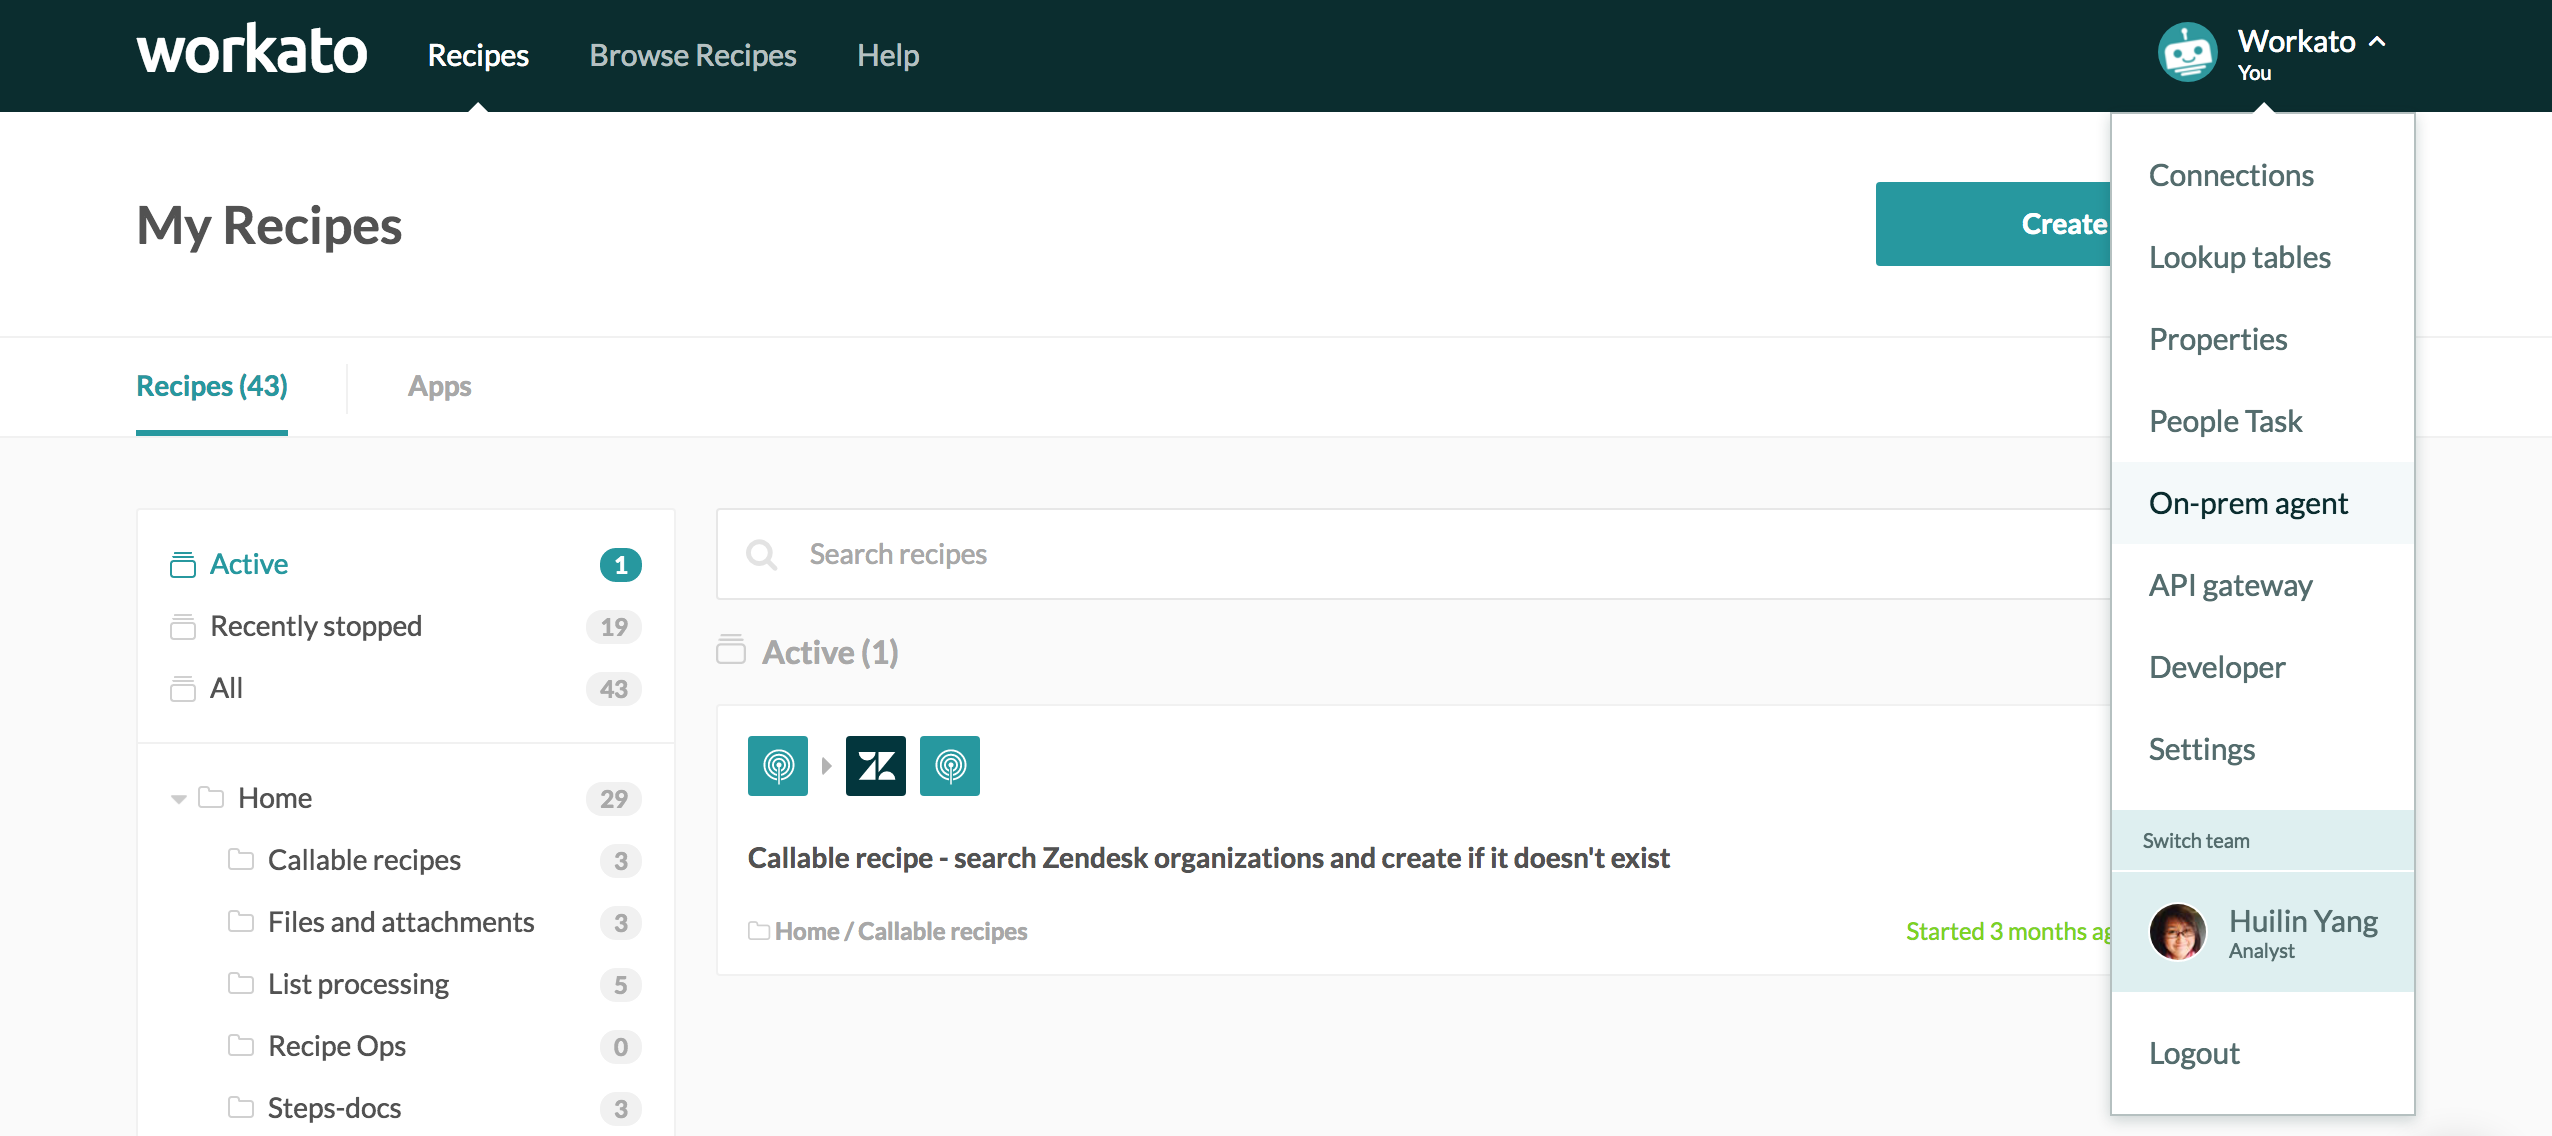 workato
Recipes
Browse Recipes
Help
Workato
You
My Recipes
Create
Recipes (43)
Apps
Active 1
Recently stopped 19
All 43
Home 29
Callable recipes 3
Files and attachments 3
List processing 5
Recipe Ops 0
Steps-docs 3
Search recipes
Active (1)
Callable recipe - search Zendesk organizations and create if it doesn't exist
Home / Callable recipes
Started 3 months ag
Connections
Lookup tables
Properties
People Task
On-prem agent
API gateway
Developer
Settings
Switch team
Huilin Yang
Analyst
Logout